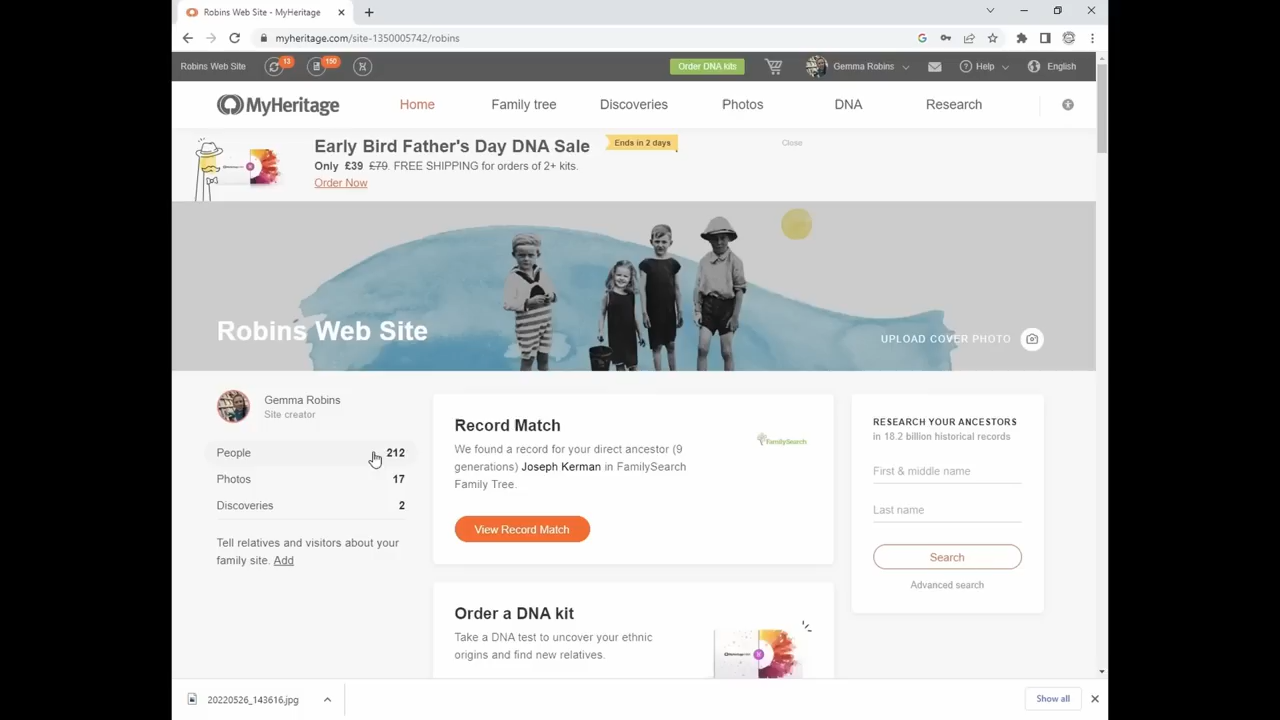 Robins Web Site - MyHeritage
myheritage.com/site-1350005742/robins
Robins Web Site 13 150 Order DNA kits Gemma Robins Help English
MyHeritage Home Family tree Discoveries Photos DNA Research
Early Bird Father's Day DNA Sale Ends in 2 days Close
Only £39 £79. FREE SHIPPING for orders of 2+ kits.
Order Now
Robins Web Site
UPLOAD COVER PHOTO
Gemma Robins
Site creator
People 212
Photos 17
Discoveries 2
Tell relatives and visitors about your
family site. Add
Record Match
We found a record for your direct ancestor (9
generations) Joseph Kerman in FamilySearch
Family Tree.
FamilySearch
View Record Match
Order a DNA kit
Take a DNA test to uncover your ethnic
origins and find new relatives.
RESEARCH YOUR ANCESTORS
in 18.2 billion historical records
First & middle name
Last name
Search
Advanced search
20220526_143616.jpg
Show all